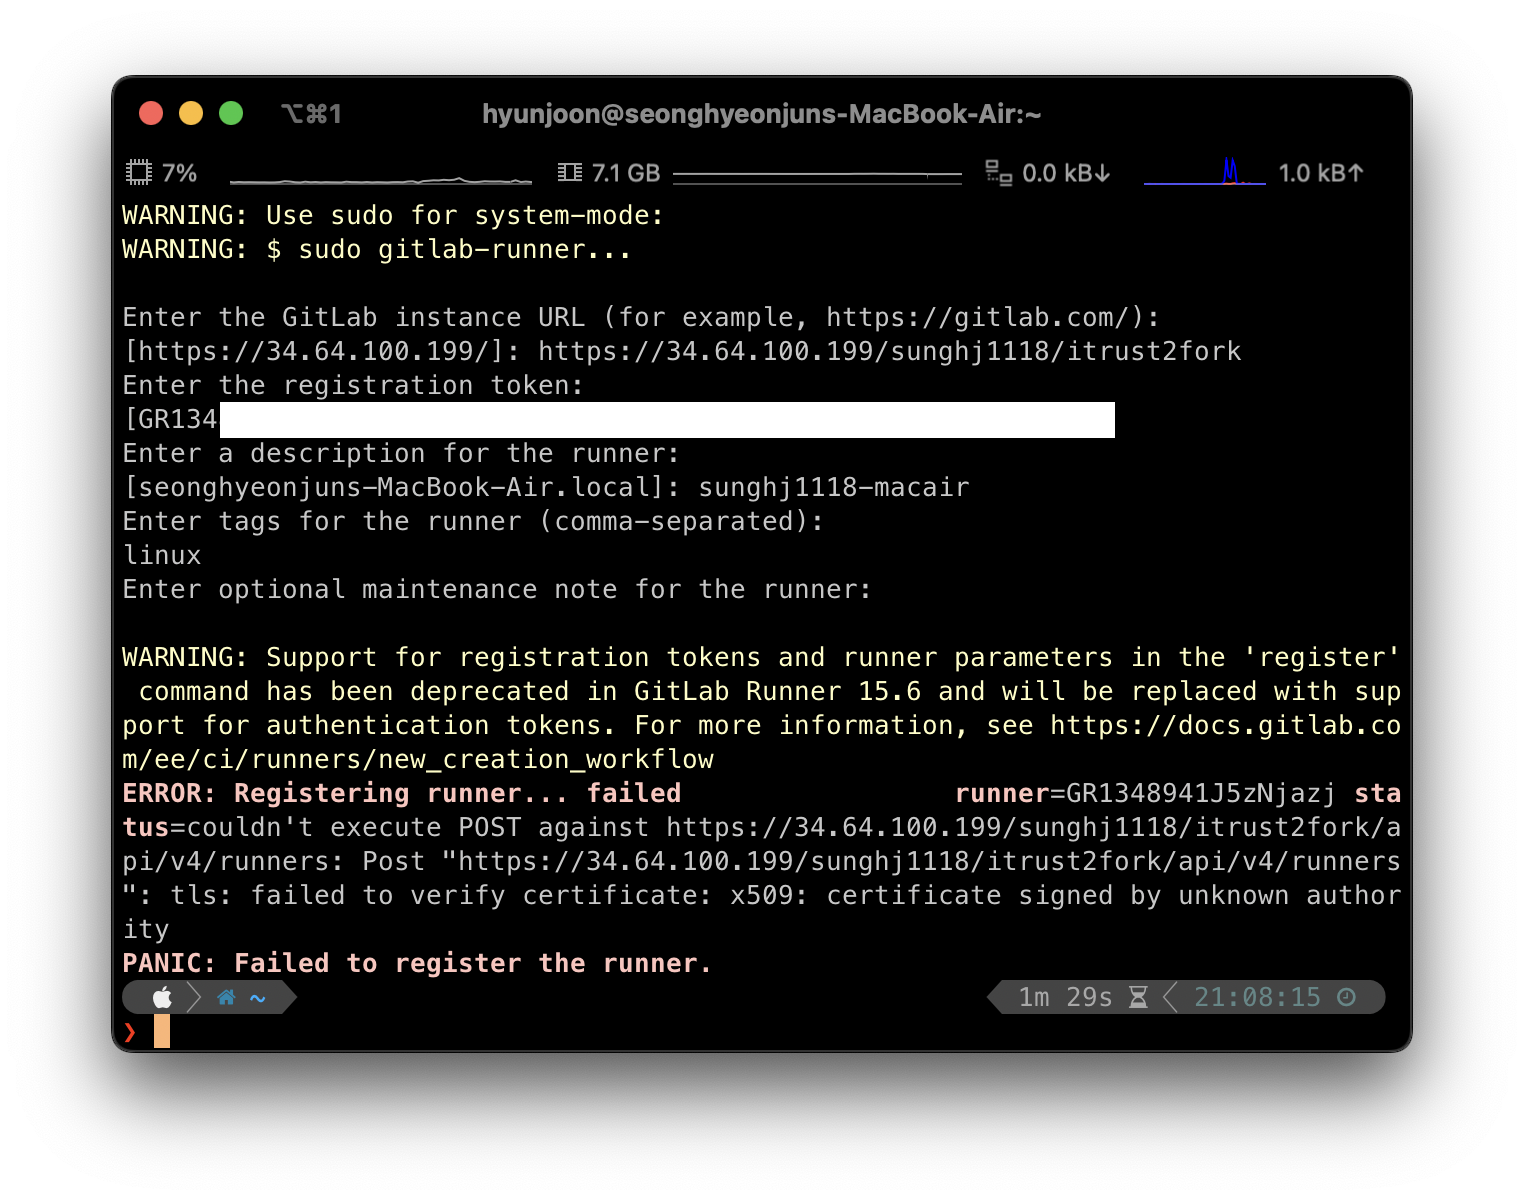 ⌥⌘1 hyunjoon@seonghyeonjuns-MacBook-Air:~
7% 7.1 GB 0.0 kB↓ 1.0 kB↑
WARNING: Use sudo for system-mode:
WARNING: $ sudo gitlab-runner...
Enter the GitLab instance URL (for example, https://gitlab.com/):
[https://34.64.100.199/]: https://34.64.100.199/sunghj1118/itrust2fork
Enter the registration token:
[GR134
Enter a description for the runner:
[seonghyeonjuns-MacBook-Air.local]: sunghj1118-macair
Enter tags for the runner (comma-separated):
linux
Enter optional maintenance note for the runner:
WARNING: Support for registration tokens and runner parameters in the 'register'
command has been deprecated in GitLab Runner 15.6 and will be replaced with sup
port for authentication tokens. For more information, see https://docs.gitlab.co
m/ee/ci/runners/new_creation_workflow
ERROR: Registering runner... failed runner=GR1348941J5zNjazj sta
tus=couldn't execute POST against https://34.64.100.199/sunghj1118/itrust2fork/a
pi/v4/runners: Post "https://34.64.100.199/sunghj1118/itrust2fork/api/v4/runners
": tls: failed to verify certificate: x509: certificate signed by unknown author
ity
PANIC: Failed to register the runner.
~ 1m 29s 21:08:15
❯